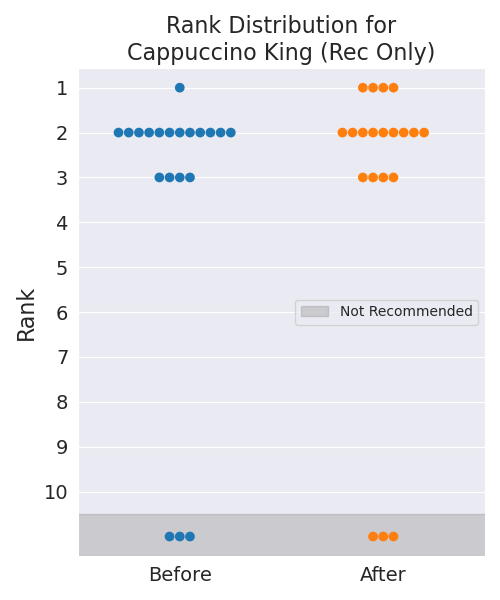 Rank Distribution for
Cappuccino King (Rec Only)
Rank
1
2
3
4
5
6
7
8
9
10
Not Recommended
Before
After